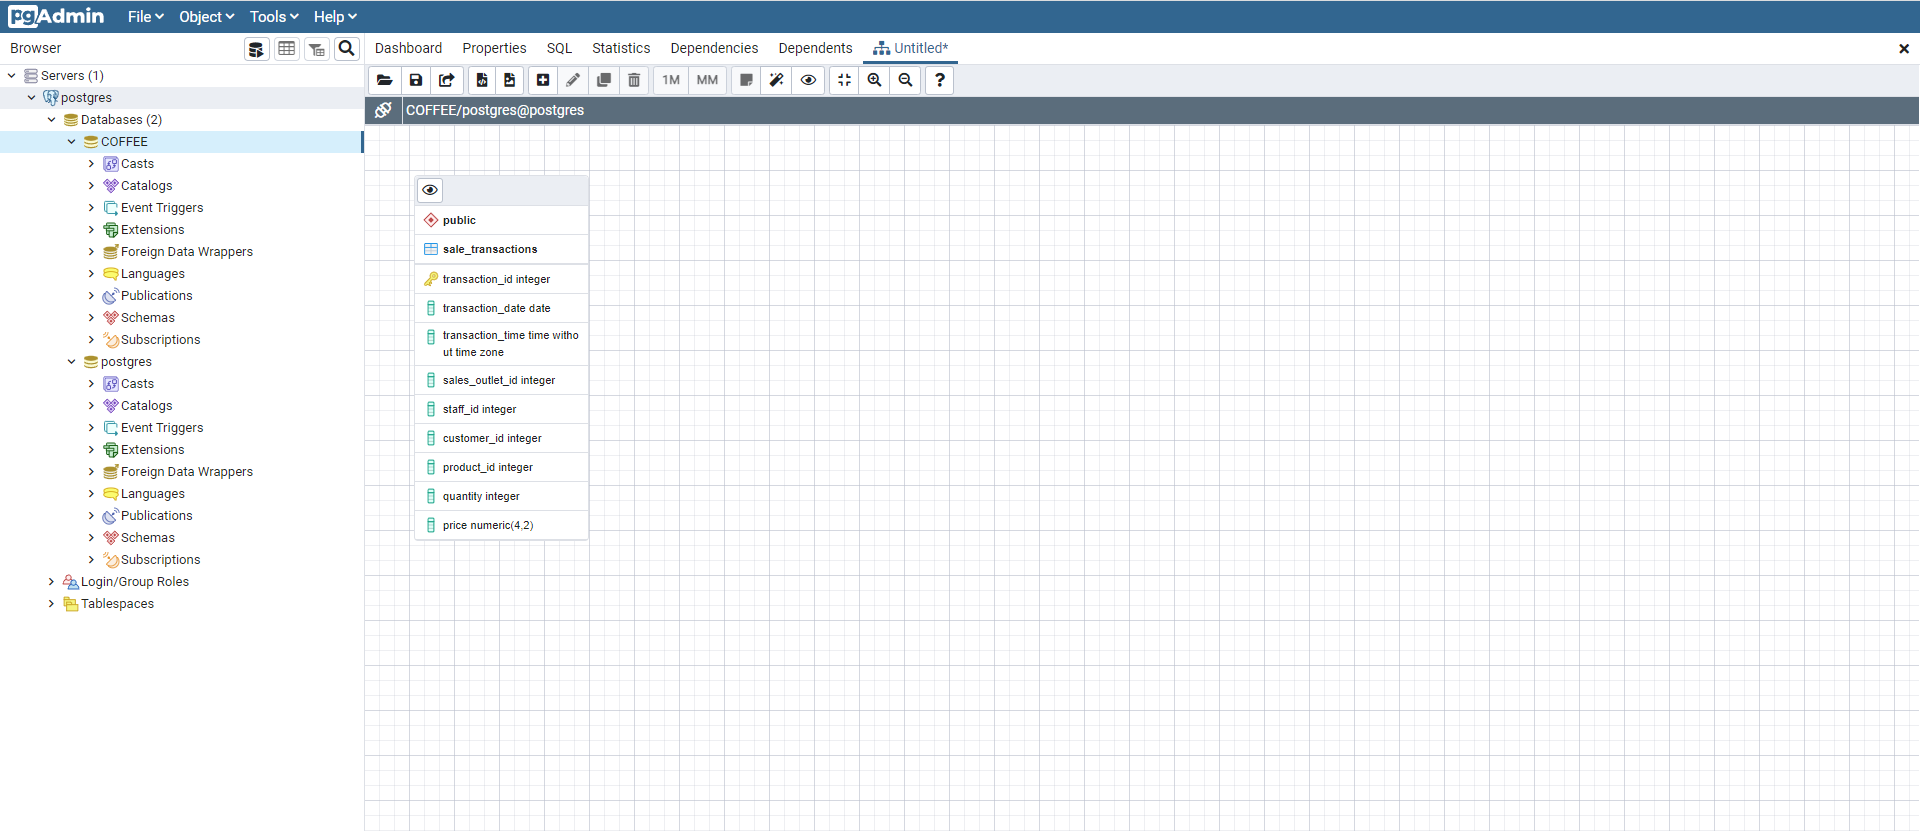 pgAdmin File Object Tools Help
Browser
Dashboard Properties SQL Statistics Dependencies Dependents Untitled*
1M MM ?
COFFEE/postgres@postgres
Servers (1)
postgres
Databases (2)
COFFEE
Casts
Catalogs
Event Triggers
Extensions
Foreign Data Wrappers
Languages
Publications
Schemas
Subscriptions
postgres
Casts
Catalogs
Event Triggers
Extensions
Foreign Data Wrappers
Languages
Publications
Schemas
Subscriptions
Login/Group Roles
Tablespaces
public
sale_transactions
transaction_id integer
transaction_date date
transaction_time time witho
ut time zone
sales_outlet_id integer
staff_id integer
customer_id integer
product_id integer
quantity integer
price numeric(4,2)